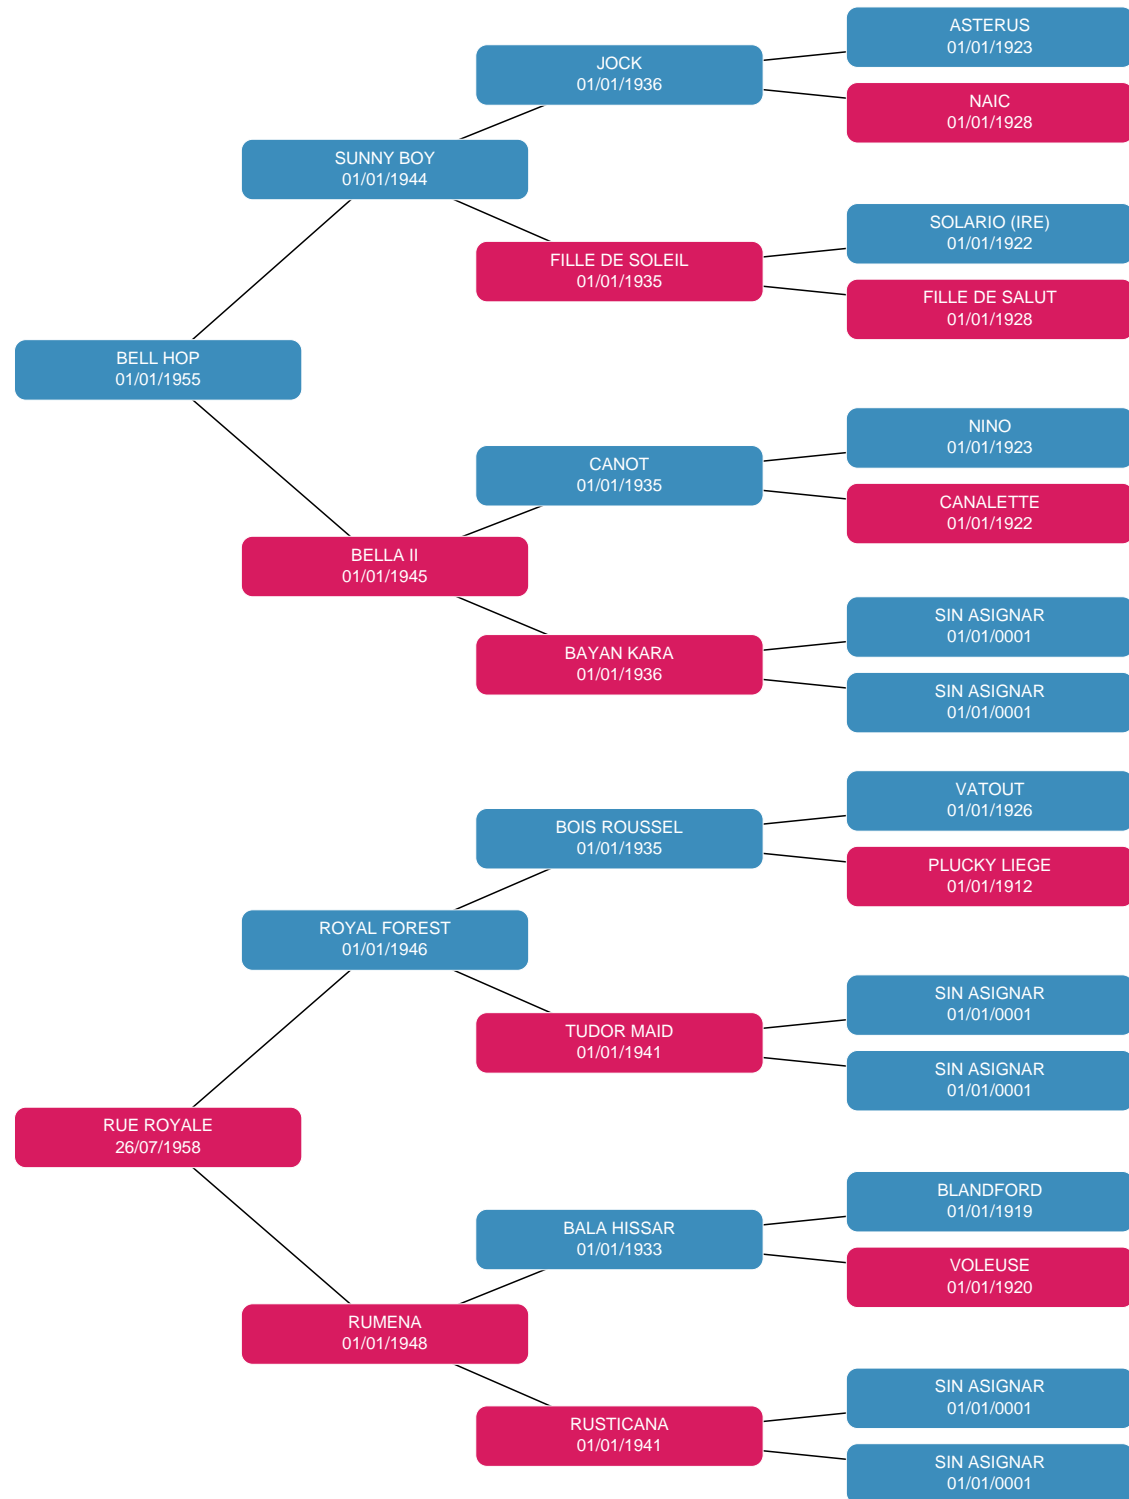 ASTERUS
01/01/1923
JOCK
01/01/1936
NAIC
01/01/1928
SUNNY BOY
01/01/1944
SOLARIO (IRE)
01/01/1922
FILLE DE SOLEIL
01/01/1935
FILLE DE SALUT
01/01/1928
BELL HOP
01/01/1955
NINO
01/01/1923
CANOT
01/01/1935
CANALETTE
01/01/1922
BELLA II
01/01/1945
SIN ASIGNAR
01/01/0001
BAYAN KARA
01/01/1936
SIN ASIGNAR
01/01/0001
VATOUT
01/01/1926
BOIS ROUSSEL
01/01/1935
PLUCKY LIEGE
01/01/1912
ROYAL FOREST
01/01/1946
SIN ASIGNAR
01/01/0001
TUDOR MAID
01/01/1941
SIN ASIGNAR
01/01/0001
RUE ROYALE
26/07/1958
BLANDFORD
01/01/1919
BALA HISSAR
01/01/1933
VOLEUSE
01/01/1920
RUMENA
01/01/1948
SIN ASIGNAR
01/01/0001
RUSTICANA
01/01/1941
SIN ASIGNAR
01/01/0001